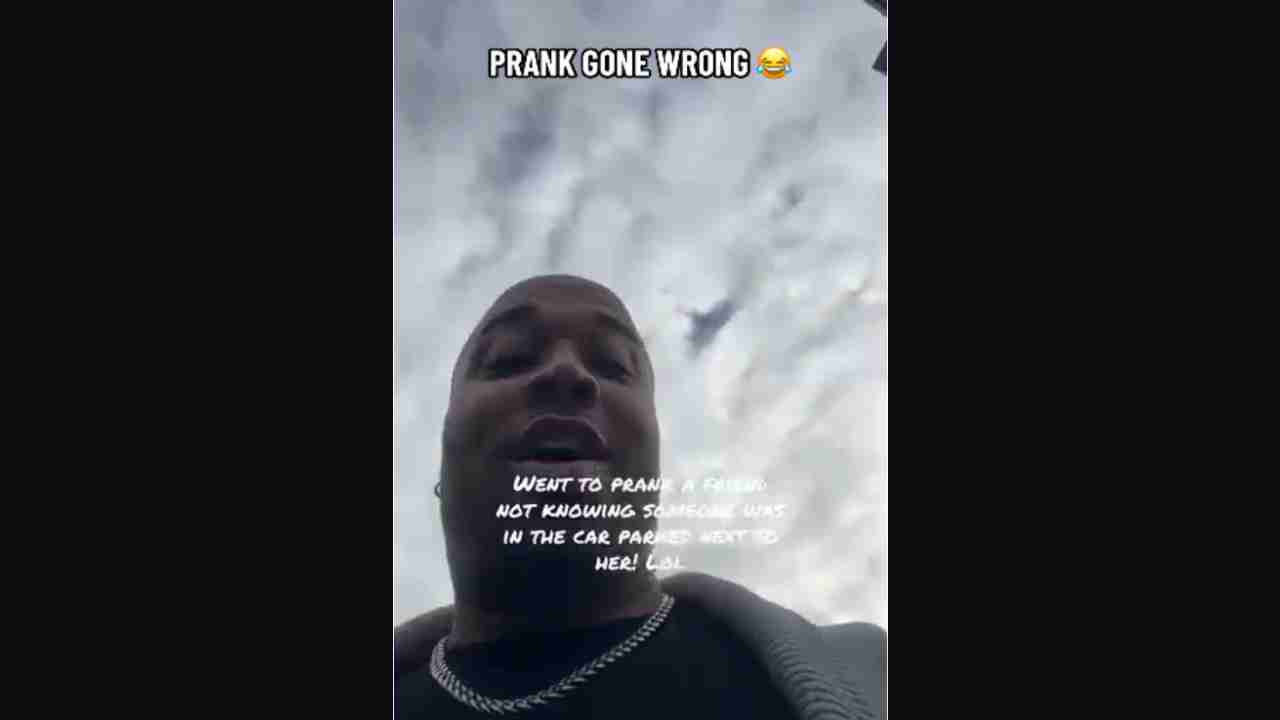 PRANK GONE WRONG 😂
WENT TO PRANK A FRIEND
NOT KNOWING SOMEONE WAS
IN THE CAR PARKED NEXT TO
HER! LOL